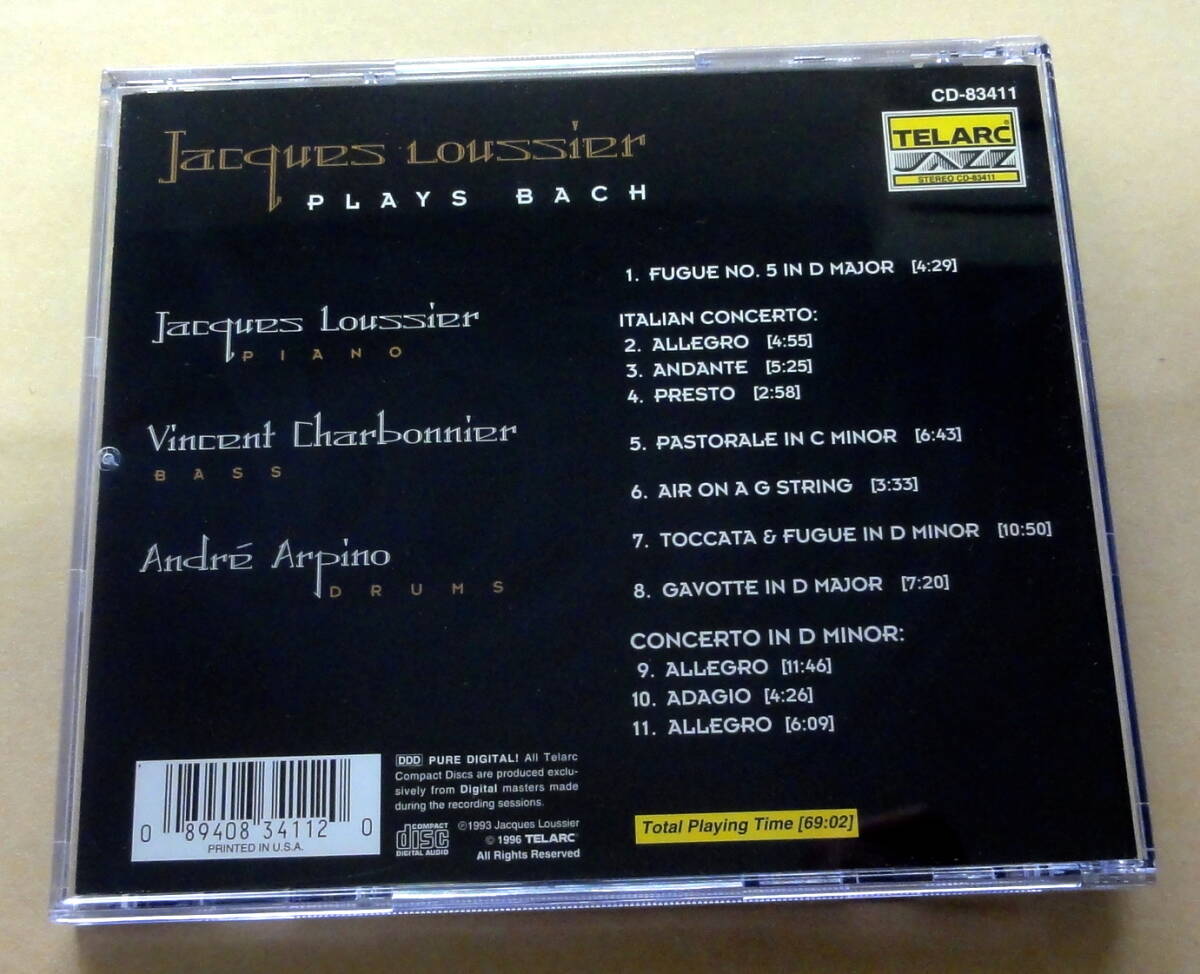 CD-83411
TELARC®
JAZZ
STEREO CD-83411
Jacques Loussier
PLAYS BACH
Jacques Loussier
PIANO
Vincent Charbonnier
BASS
André Arpino
DRUMS
1. FUGUE NO. 5 IN D MAJOR [4:29]
ITALIAN CONCERTO:
2. ALLEGRO [4:55]
3. ANDANTE [5:25]
4. PRESTO [2:58]
5. PASTORALE IN C MINOR [6:43]
6. AIR ON A G STRING [3:33]
7. TOCCATA & FUGUE IN D MINOR [10:50]
8. GAVOTTE IN D MAJOR [7:20]
CONCERTO IN D MINOR:
9. ALLEGRO [11:46]
10. ADAGIO [4:26]
11. ALLEGRO [6:09]
Total Playing Time [69:02]
0 89408 34112 0
PRINTED IN U.S.A.
DDD PURE DIGITAL! All Telarc
Compact Discs are produced exclu-
sively from Digital masters made
during the recording sessions.
COMPACT
disc
DIGITAL AUDIO
℗1993 Jacques Loussier
© 1996 TELARC®
All Rights Reserved